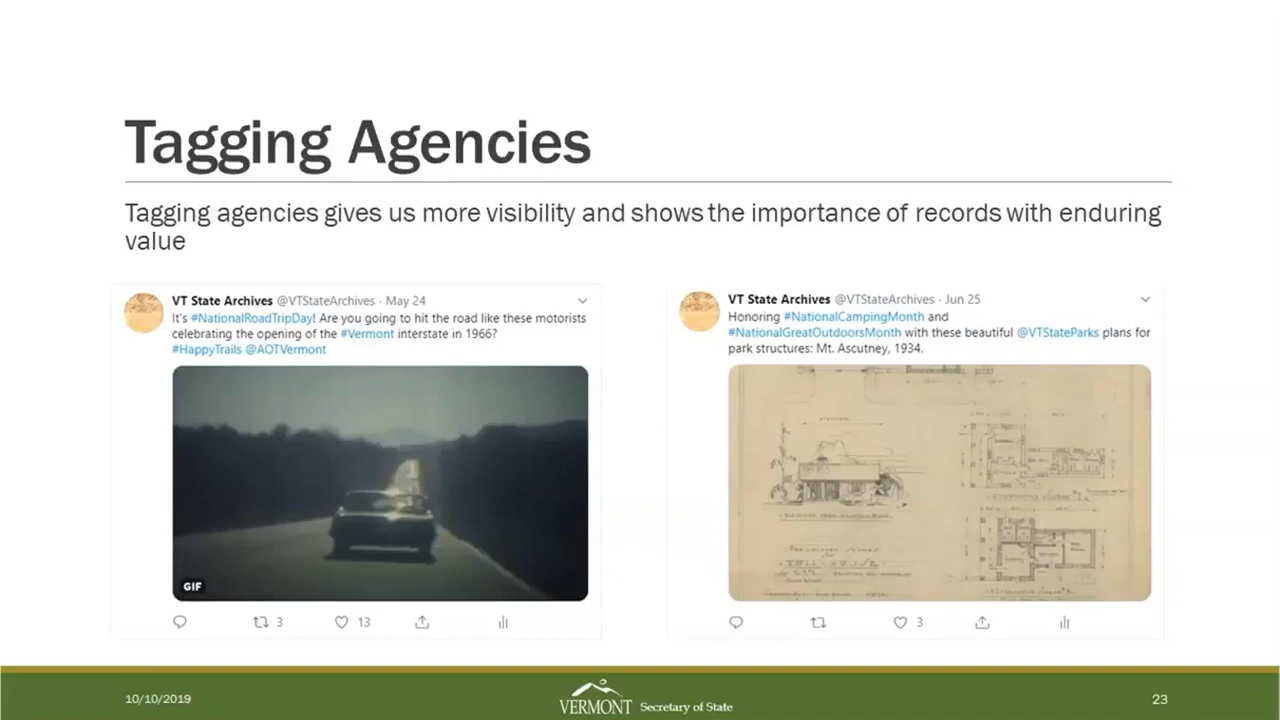 Tagging Agencies
Tagging agencies gives us more visibility and shows the importance of records with enduring
value
VT State Archives @VTStateArchives · May 24
It's #NationalRoadTripDay! Are you going to hit the road like these motorists
celebrating the opening of the #Vermont interstate in 1966?
#HappyTrails @AOTVermont
GIF
3 13
VT State Archives @VTStateArchives · Jun 25
Honoring #NationalCampingMonth and
#NationalGreatOutdoorsMonth with these beautiful @VTStateParks plans for
park structures: Mt. Ascutney, 1934.
3
10/10/2019
VERMONT Secretary of State
23